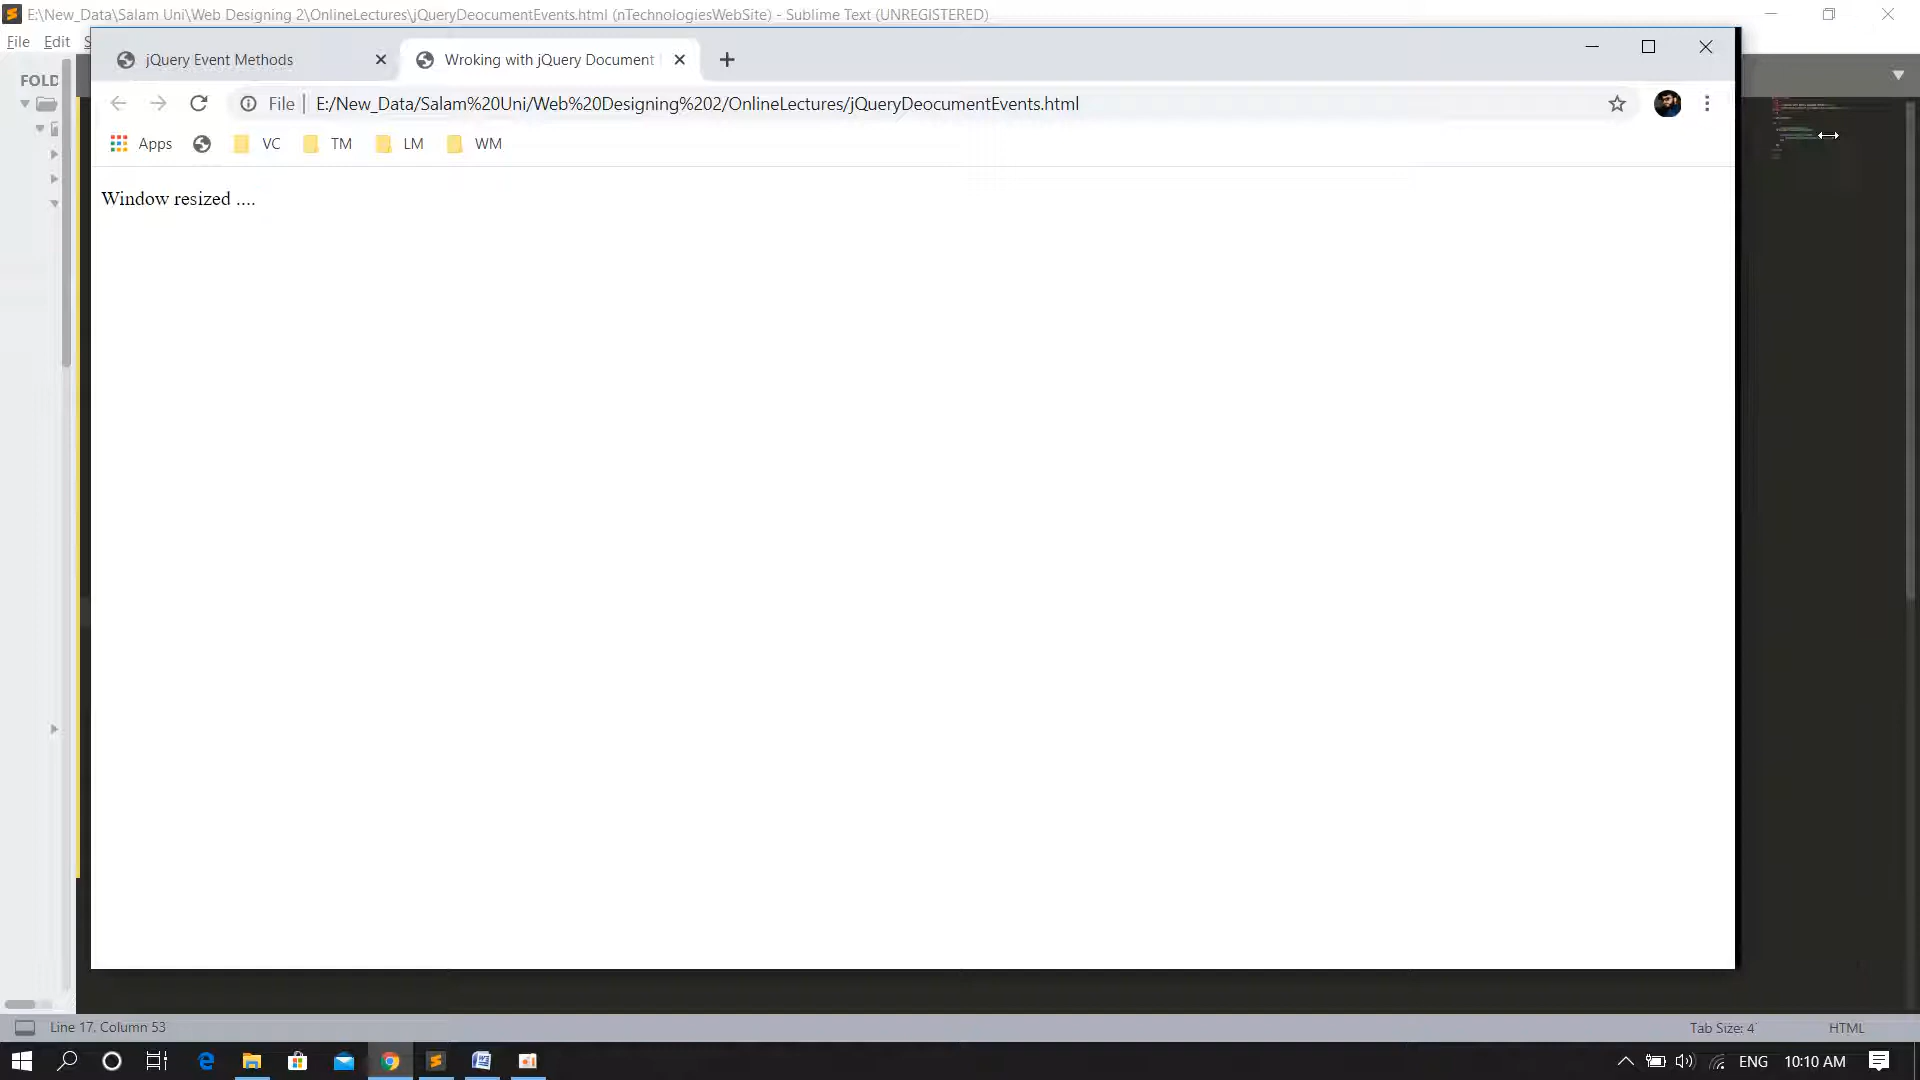 E:\New_Data\Salam Uni\Web Designing 2\OnlineLectures\jQueryDeocumentEvents.html (nTechnologiesWebSite) - Sublime Text (UNREGISTERED)
File Edit S
FOLD
jQuery Event Methods
Wroking with jQuery Document
File E:/New_Data/Salam%20Uni/Web%20Designing%202/OnlineLectures/jQueryDeocumentEvents.html
Apps VC TM LM WM
Window resized ....
Line 17, Column 53
Tab Size: 4
HTML
ENG 10:10 AM